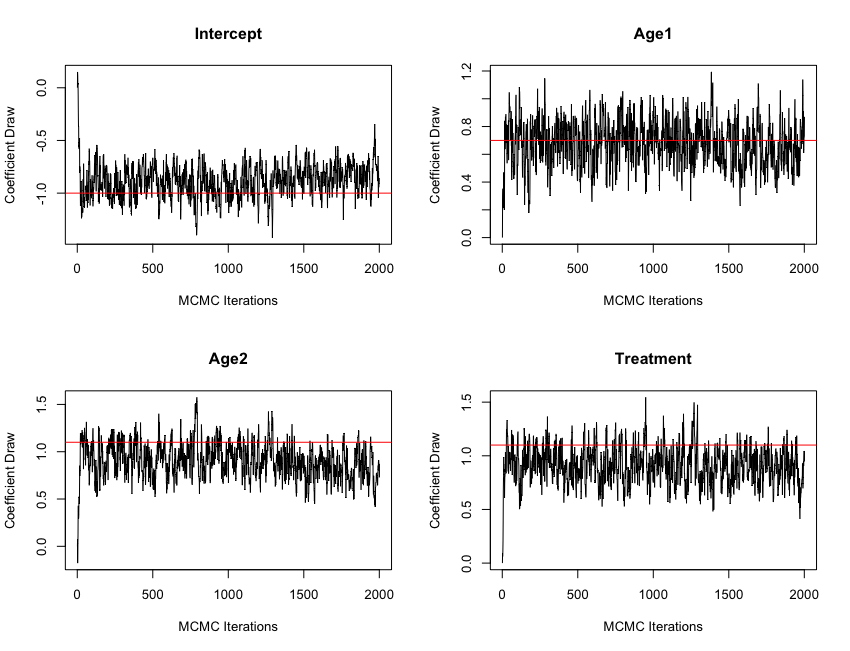 Intercept
Coefficient Draw
0.0
-0.5
-1.0
0 500 1000 1500 2000
MCMC Iterations
Age1
Coefficient Draw
1.2
0.8
0.4
0.0
0 500 1000 1500 2000
MCMC Iterations
Age2
Coefficient Draw
1.5
1.0
0.5
0.0
0 500 1000 1500 2000
MCMC Iterations
Treatment
Coefficient Draw
1.5
1.0
0.5
0.0
0 500 1000 1500 2000
MCMC Iterations